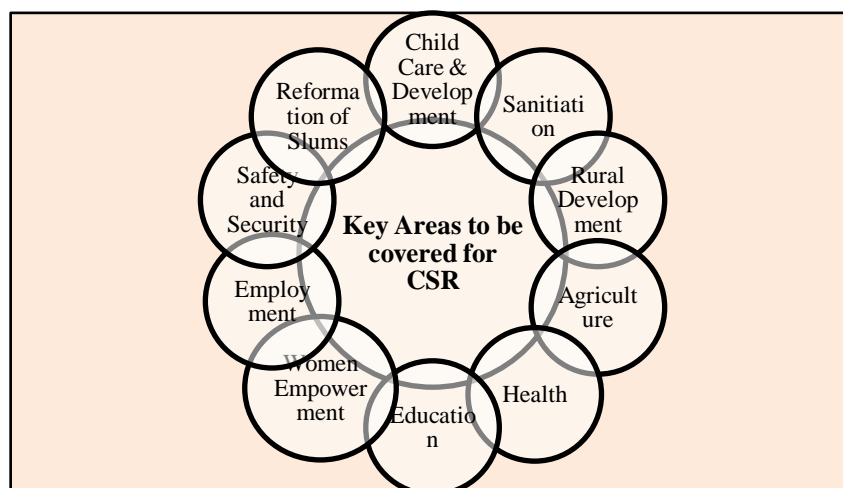 Child
Care &
Develop
ment
Sanitiati
on
Rural
Develop
ment
Agricult
ure
Health
Educatio
n
Women
Empower
ment
Employ
ment
Safety
and
Security
Reforma
tion of
Slums
Key Areas to be
covered for
CSR